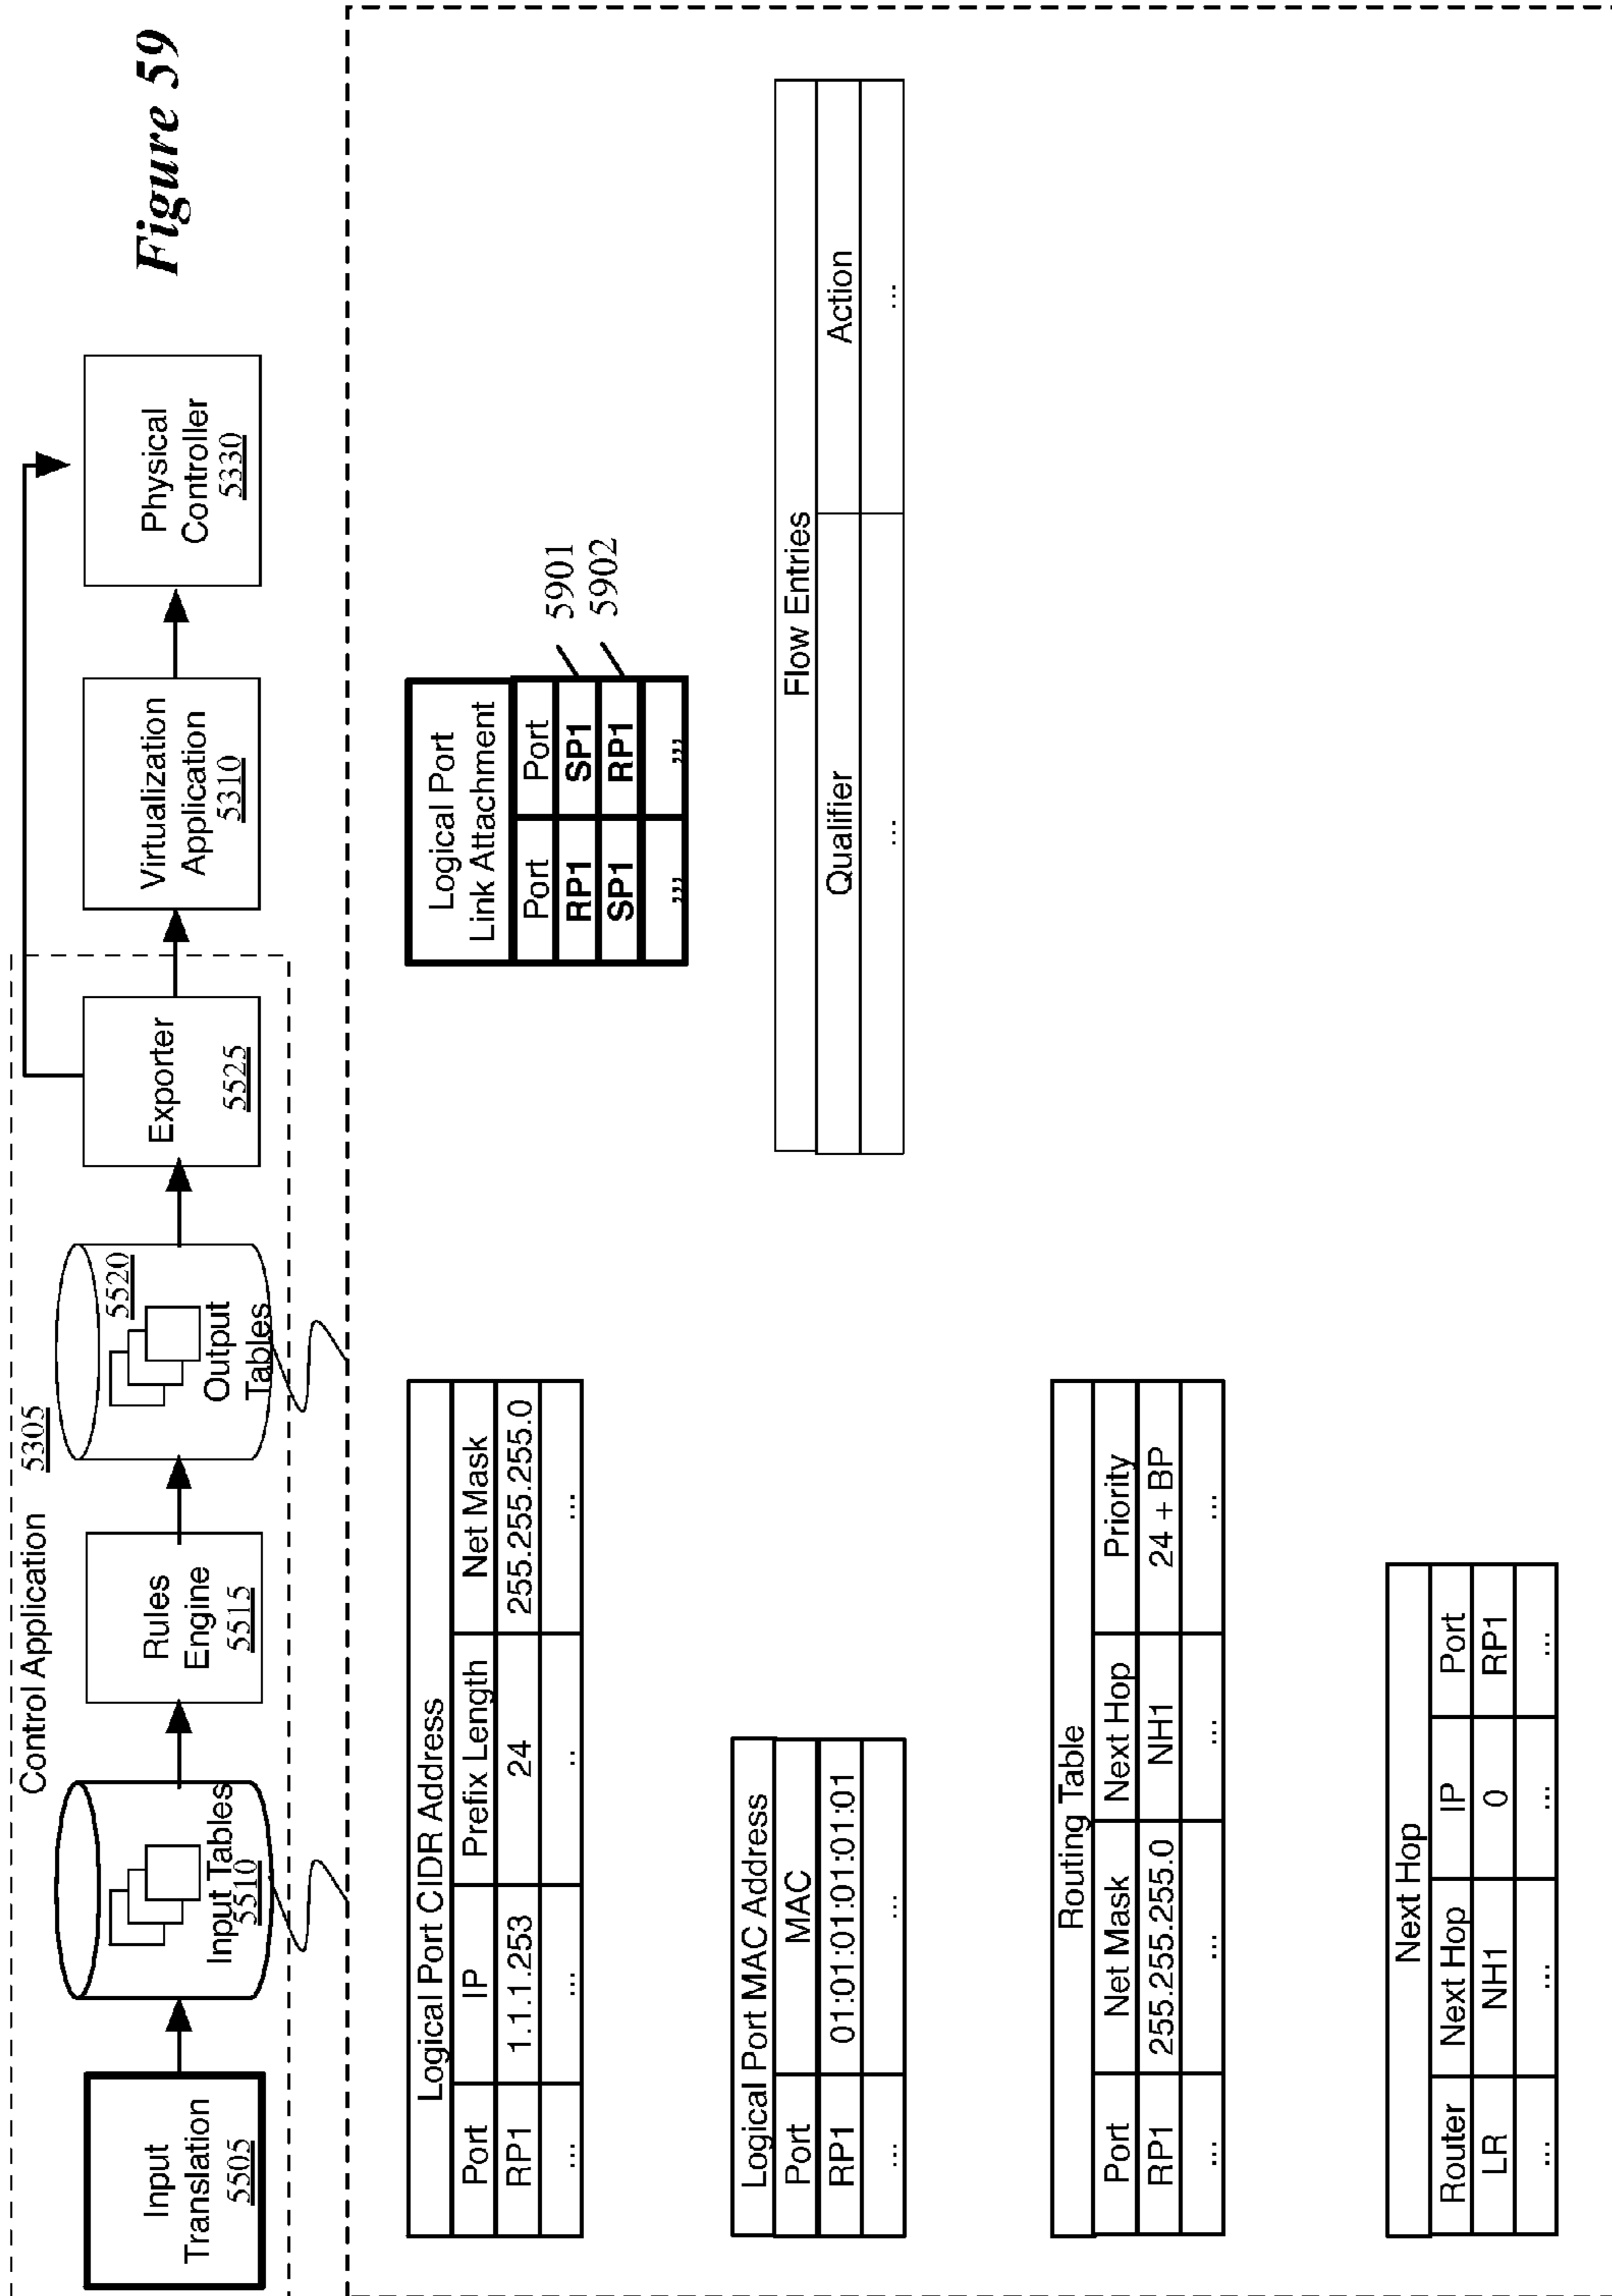 Figure 59
Control Application
5305
Input
Translation
5505
Input Tables
5510
Rules
Engine
5515
5520
Output
Tables
Exporter
5525
Virtualization
Application
5310
Physical
Controller
5330
Logical Port CIDR Address
Port IP Prefix Length Net Mask
RP1 1.1.1.253 24 255.255.255.0
... ... .. ...
Logical Port
Link Attachment
Port Port
RP1 SP1 5901
SP1 RP1 5902
,,, ,,,
Logical Port MAC Address
Port MAC
RP1 01:01:01:01:01:01
... ...
Flow Entries
Qualifier Action
... ...
Routing Table
Port Net Mask Next Hop Priority
RP1 255.255.255.0 NH1 24 + BP
... ... ... ...
Next Hop
Router Next Hop IP Port
LR NH1 0 RP1
... ... ... ...